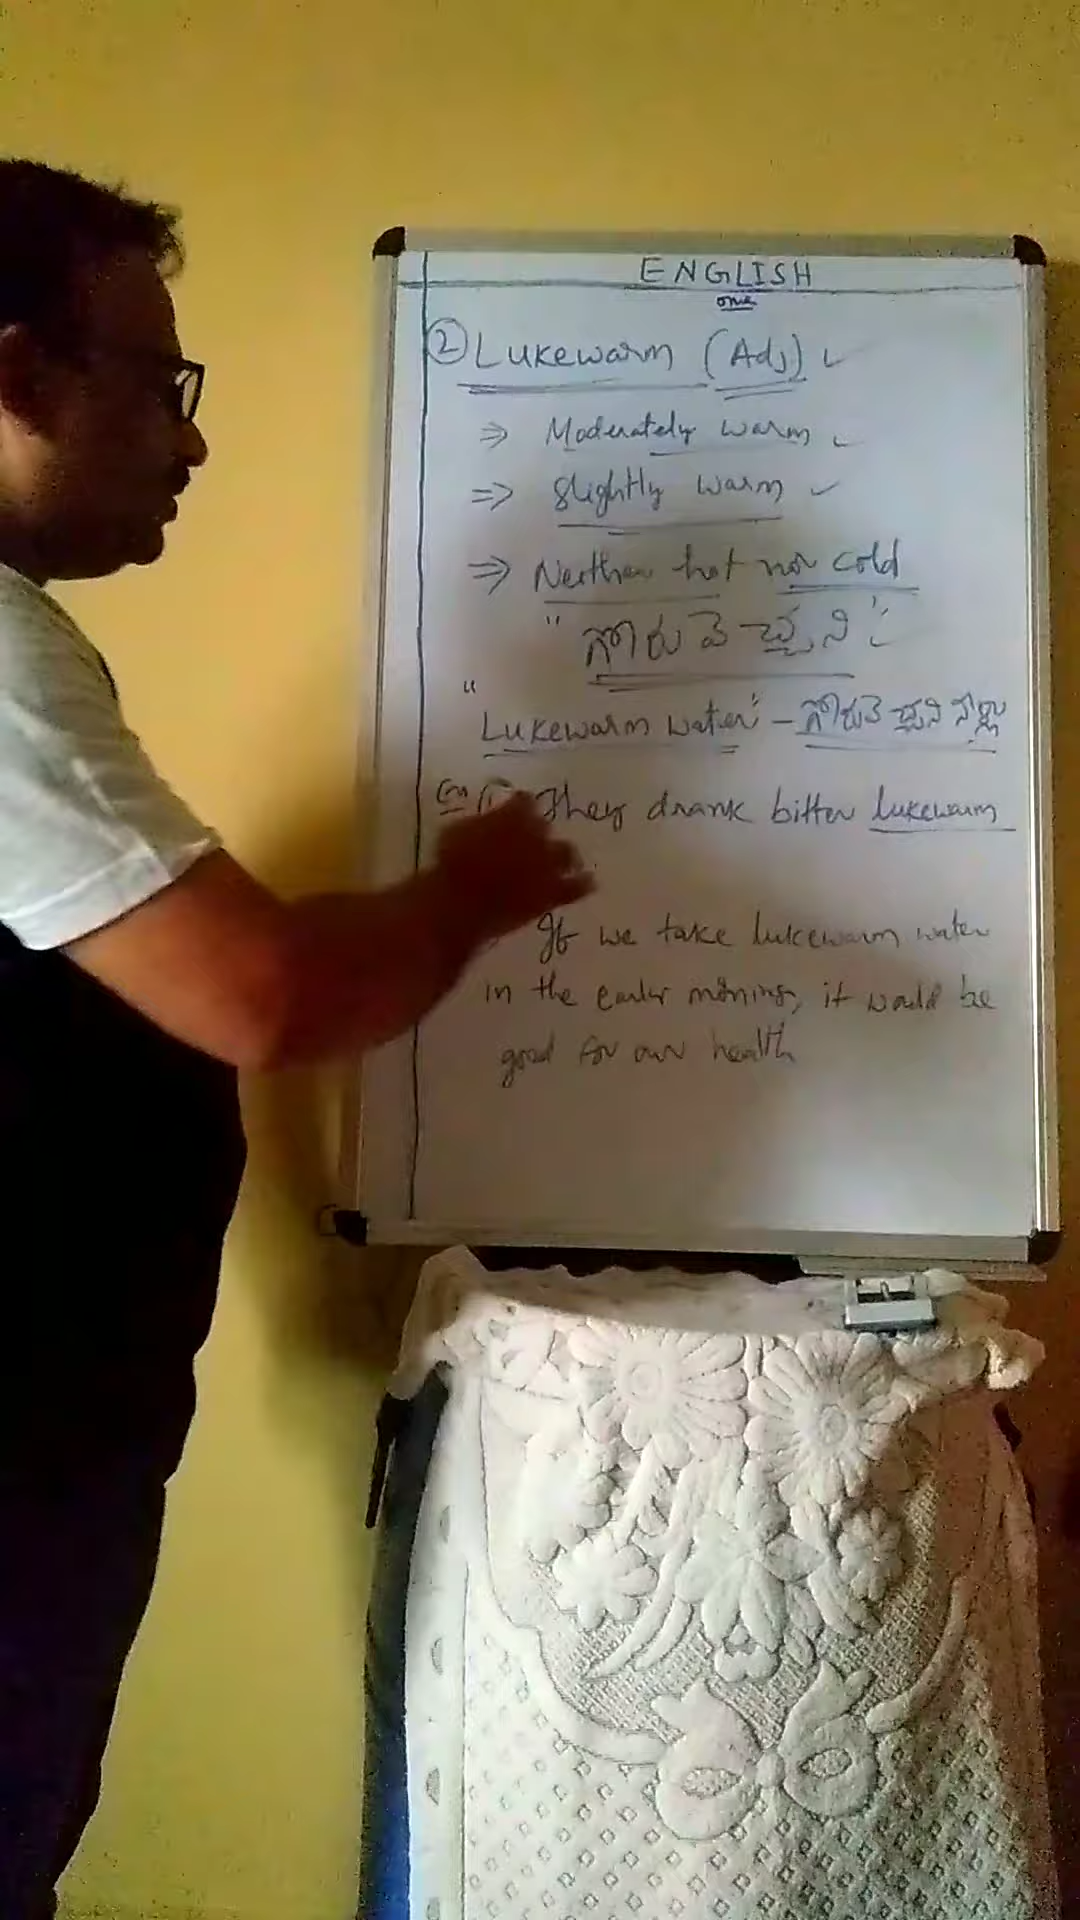 ENGLISH
one
② Lukewarm (Adj) ✓
⇒ Moderately warm ✓
⇒ Slightly warm ✓
⇒ Neither hot nor cold
" గోరు వెచ్చని "
"Lukewarm water" - గోరువెచ్చని నీళ్లు
Ex They drank bitter lukewarm
If we take lukewarm water
in the early morning, it would be
good for our health